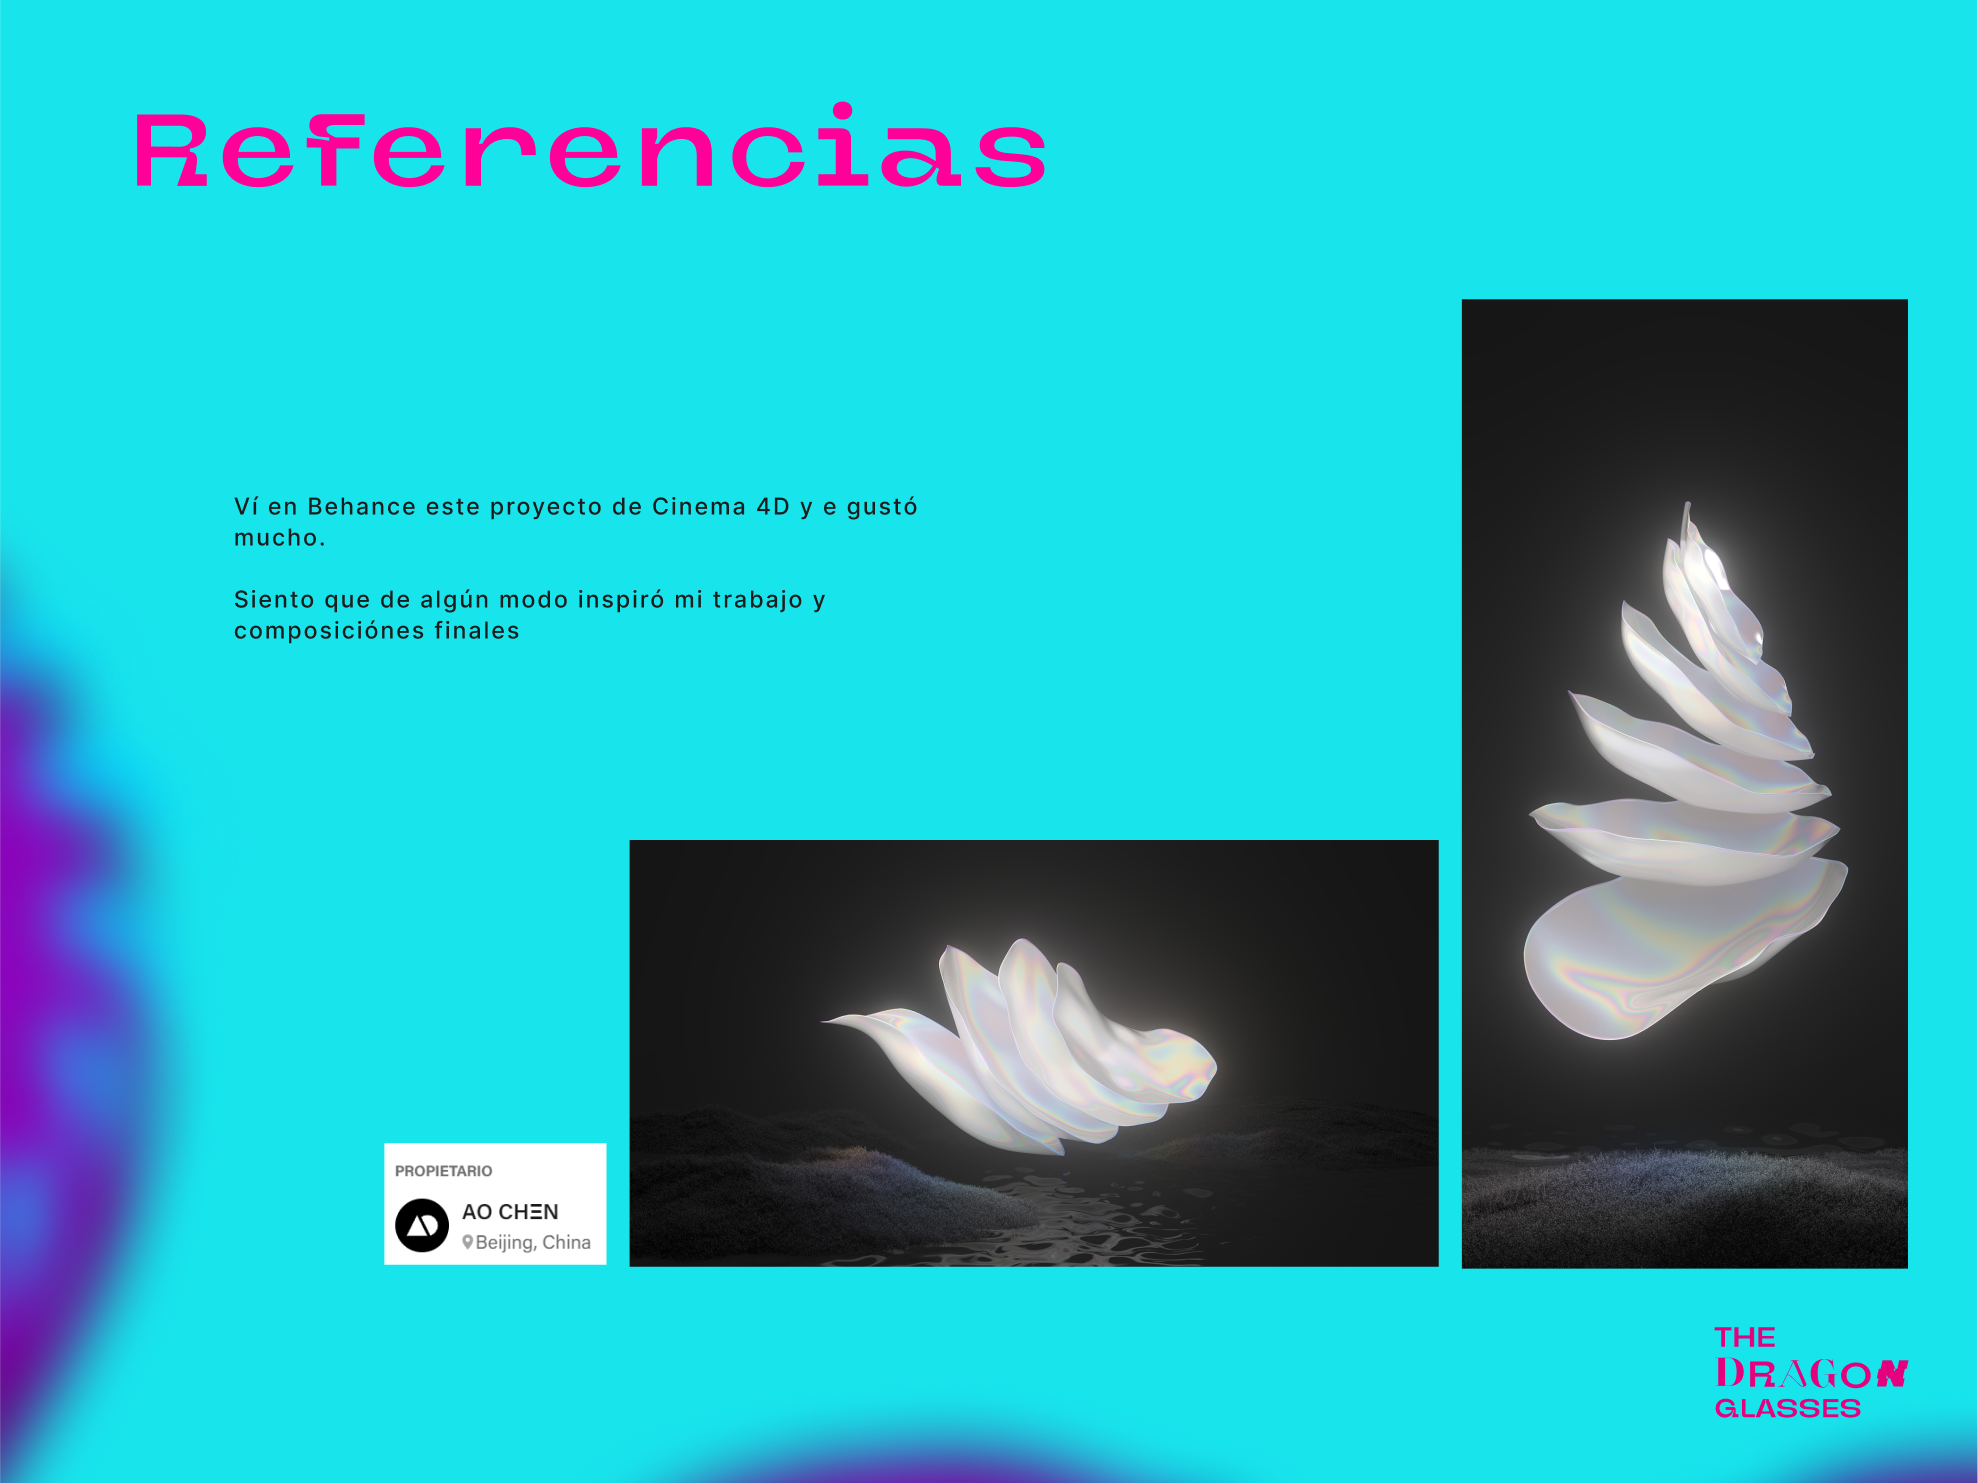 Referencias
Ví en Behance este proyecto de Cinema 4D y e gustó
mucho.
Siento que de algún modo inspiró mi trabajo y
composiciónes finales
PROPIETARIO
AO CHΞN
Beijing, China
THE
DRAGON
GLASSES